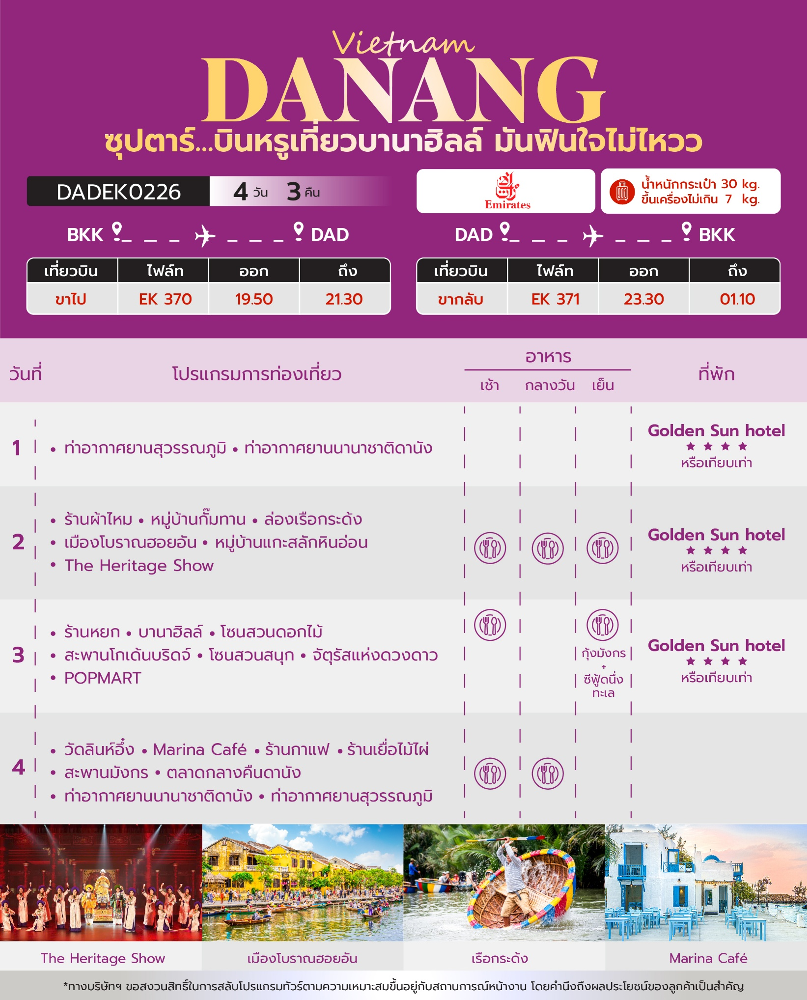 Vietnam
DANANG
ซุปตาร์...บินหรูเที่ยวบานาฮิลล์ มันฟินใจไม่ไหวว
DADEK0226 4 วัน 3 คืน
Emirates
น้ำหนักกระเป๋า 30 kg.
ขึ้นเครื่องไม่เกิน 7 kg.
BKK DAD
เที่ยวบิน ไฟล์ท ออก ถึง
ขาไป EK 370 19.50 21.30
DAD BKK
เที่ยวบิน ไฟล์ท ออก ถึง
ขากลับ EK 371 23.30 01.10
วันที่ โปรแกรมการท่องเที่ยว อาหาร ที่พัก
เช้า กลางวัน เย็น
1
• ท่าอากาศยานสุวรรณภูมิ • ท่าอากาศยานนานาชาติดานัง
Golden Sun hotel
★ ★ ★ ★
หรือเทียบเท่า
2
• ร้านผ้าไหม • หมู่บ้านกั๊มทาน • ล่องเรือกระด้ง
• เมืองโบราณฮอยอัน • หมู่บ้านแกะสลักหินอ่อน
• The Heritage Show
Golden Sun hotel
★ ★ ★ ★
หรือเทียบเท่า
3
• ร้านหยก • บานาฮิลล์ • โซนสวนดอกไม้
• สะพานโกเด้นบริดจ์ • โซนสวนสนุก • จัตุรัสแห่งดวงดาว
• POPMART
กุ้งมังกร
+
ซีฟู้ดนึ่ง
ทะเล
Golden Sun hotel
★ ★ ★ ★
หรือเทียบเท่า
4
• วัดลินห์อึ๋ง • Marina Café • ร้านกาแฟ • ร้านเยื่อไม้ไผ่
• สะพานมังกร • ตลาดกลางคืนดานัง
• ท่าอากาศยานนานาชาติดานัง • ท่าอากาศยานสุวรรณภูมิ
The Heritage Show
เมืองโบราณฮอยอัน
เรือกระด้ง
Marina Café
*ทางบริษัทฯ ขอสงวนสิทธิ์ในการสลับโปรแกรมทัวร์ตามความเหมาะสมขึ้นอยู่กับสถานการณ์หน้างาน โดยคำนึงถึงผลประโยชน์ของลูกค้าเป็นสำคัญ